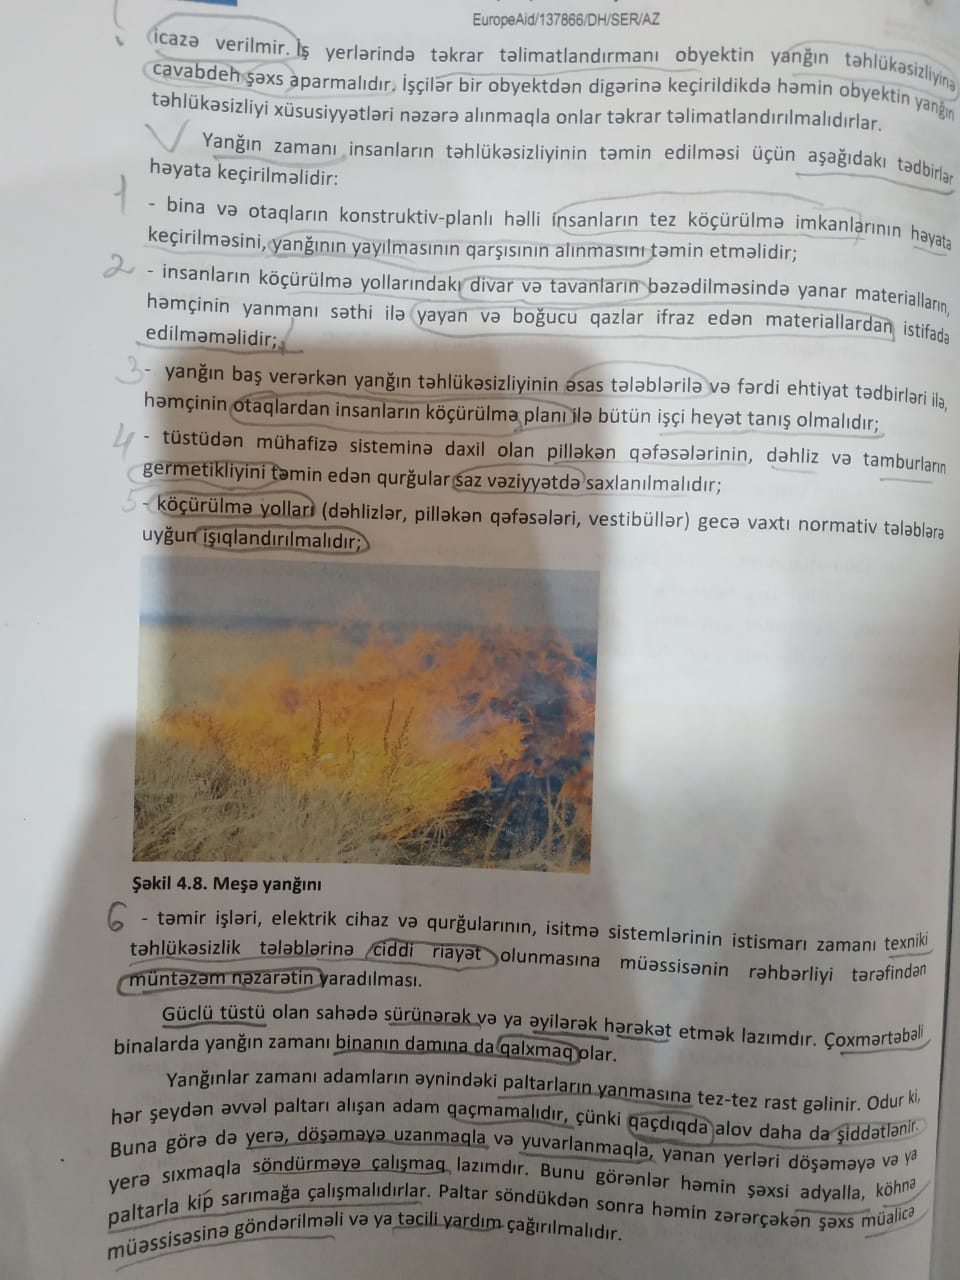 EuropeAid/137866/DH/SER/AZ
icazə verilmir. İş yerlərində təkrar təlimatlandırmanı obyektin yanğın təhlükəsizliyinə
cavabdeh şəxs aparmalıdır. İşçilər bir obyektdən digərinə keçirildikdə həmin obyektin yanğın
təhlükəsizliyi xüsusiyyətləri nəzərə alınmaqla onlar təkrar təlimatlandırılmalıdırlar.
Yanğın zamanı insanların təhlükəsizliyinin təmin edilməsi üçün aşağıdakı tədbirlər
həyata keçirilməlidir:
1
- bina və otaqların konstruktiv-planlı həlli insanların tez köçürülmə imkanlarının həyata
keçirilməsini, yanğının yayılmasının qarşısının alınmasını təmin etməlidir;
2 - insanların köçürülmə yollarındakı divar və tavanların bəzədilməsində yanar materialların,
həmçinin yanmanı səthi ilə yayan və boğucu qazlar ifraz edən materiallardan istifadə
edilməməlidir;
3 - yanğın baş verərkən yanğın təhlükəsizliyinin əsas tələblərilə və fərdi ehtiyat tədbirləri ilə,
həmçinin otaqlardan insanların köçürülmə planı ilə bütün işçi heyət tanış olmalıdır;
4 - tüstüdən mühafizə sisteminə daxil olan pilləkən qəfəsələrinin, dəhliz və tamburların
germetikliyini təmin edən qurğular saz vəziyyətdə saxlanılmalıdır;
5 - köçürülmə yolları (dəhlizlər, pilləkən qəfəsələri, vestibüllər) gecə vaxtı normativ tələblərə
uyğun işıqlandırılmalıdır;
Şəkil 4.8. Meşə yanğını
6 - təmir işləri, elektrik cihaz və qurğularının, isitmə sistemlərinin istismarı zamanı texniki
təhlükəsizlik tələblərinə ciddi riayət olunmasına müəssisənin rəhbərliyi tərəfindən
müntəzəm nəzarətin yaradılması.
Güclü tüstü olan sahədə sürünərək və ya əyilərək hərəkət etmək lazımdır. Çoxmərtəbəli
binalarda yanğın zamanı binanın damına da qalxmaq olar.
Yanğınlar zamanı adamların əynindəki paltarların yanmasına tez-tez rast gəlinir. Odur ki,
hər şeydən əvvəl paltarı alışan adam qaçmamalıdır, çünki qaçdıqda alov daha da şiddətlənir.
Buna görə də yerə, döşəməyə uzanmaqla və yuvarlanmaqla, yanan yerləri döşəməyə və ya
yerə sıxmaqla söndürməyə çalışmaq lazımdır. Bunu görənlər həmin şəxsi adyalla, köhnə
paltarla kip sarımağa çalışmalıdırlar. Paltar söndükdən sonra həmin zərərçəkən şəxs müalicə
müəssisəsinə göndərilməli və ya təcili yardım çağırılmalıdır.